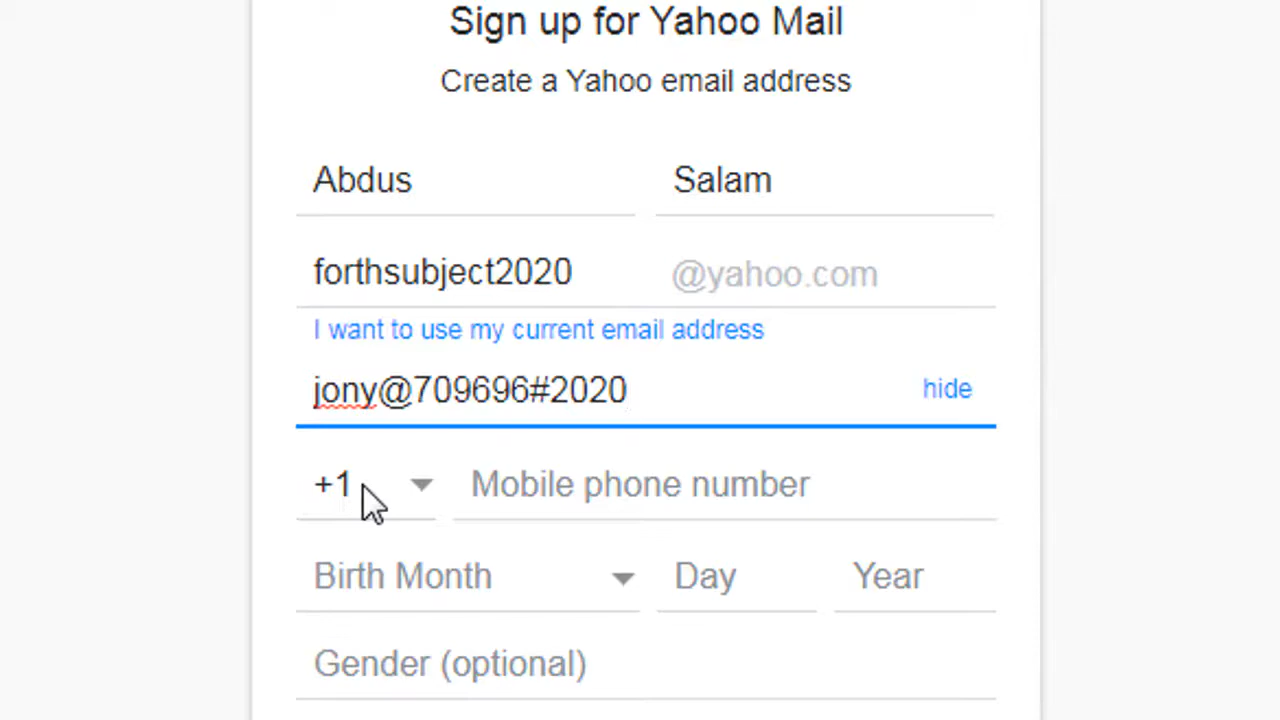 Sign up for Yahoo Mail
Create a Yahoo email address
Abdus Salam
forthsubject2020 @yahoo.com
I want to use my current email address
jony@709696#2020 hide
+1 Mobile phone number
Birth Month Day Year
Gender (optional)